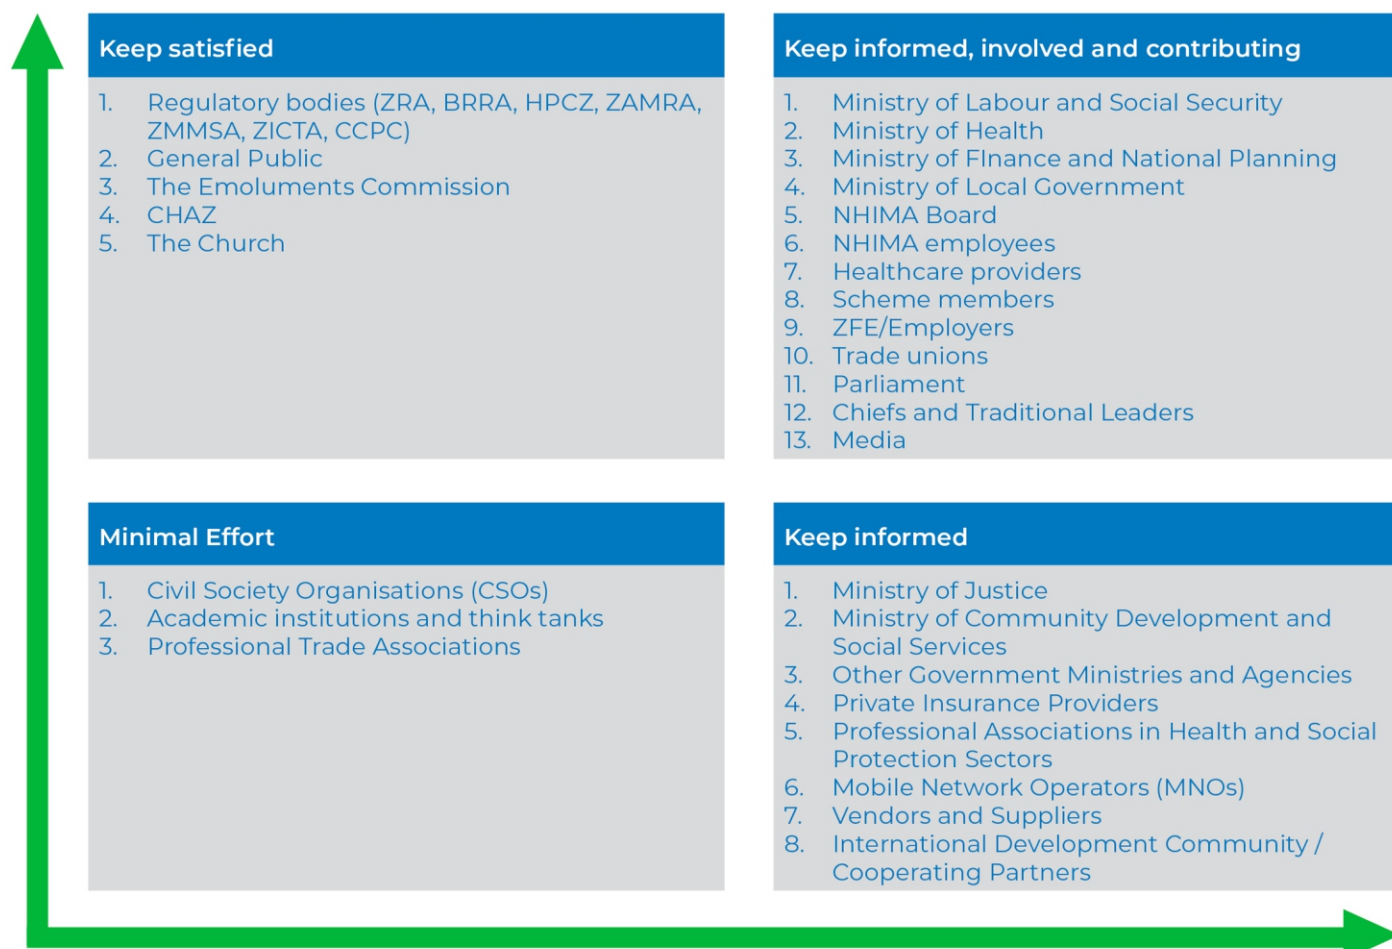 Keep satisfied
1. Regulatory bodies (ZRA, BRRA, HPCZ, ZAMRA,
ZMMSA, ZICTA, CCPC)
2. General Public
3. The Emoluments Commission
4. CHAZ
5. The Church
Keep informed, involved and contributing
1. Ministry of Labour and Social Security
2. Ministry of Health
3. Ministry of FInance and National Planning
4. Ministry of Local Government
5. NHIMA Board
6. NHIMA employees
7. Healthcare providers
8. Scheme members
9. ZFE/Employers
10. Trade unions
11. Parliament
12. Chiefs and Traditional Leaders
13. Media
Minimal Effort
1. Civil Society Organisations (CSOs)
2. Academic institutions and think tanks
3. Professional Trade Associations
Keep informed
1. Ministry of Justice
2. Ministry of Community Development and
Social Services
3. Other Government Ministries and Agencies
4. Private Insurance Providers
5. Professional Associations in Health and Social
Protection Sectors
6. Mobile Network Operators (MNOs)
7. Vendors and Suppliers
8. International Development Community /
Cooperating Partners